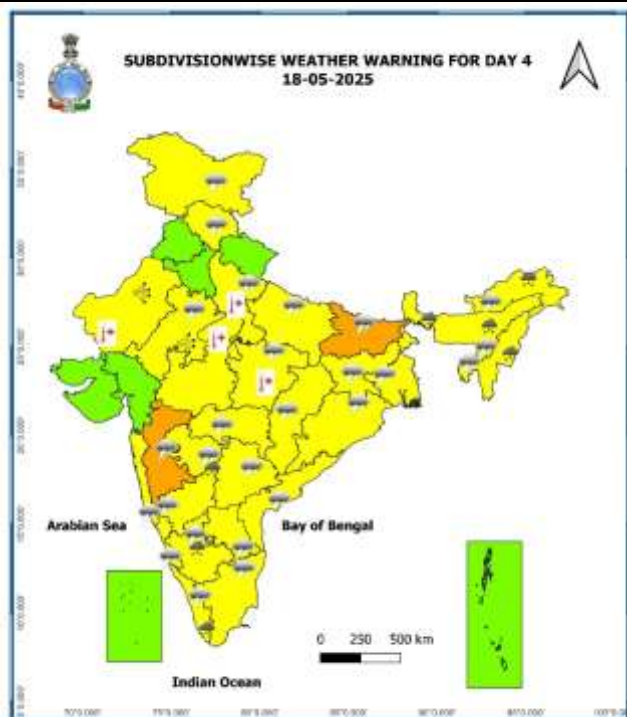 SUBDIVISIONWISE WEATHER WARNING FOR DAY 4
18-05-2025
Arabian Sea
Bay of Bengal
0 250 500 km
Indian Ocean